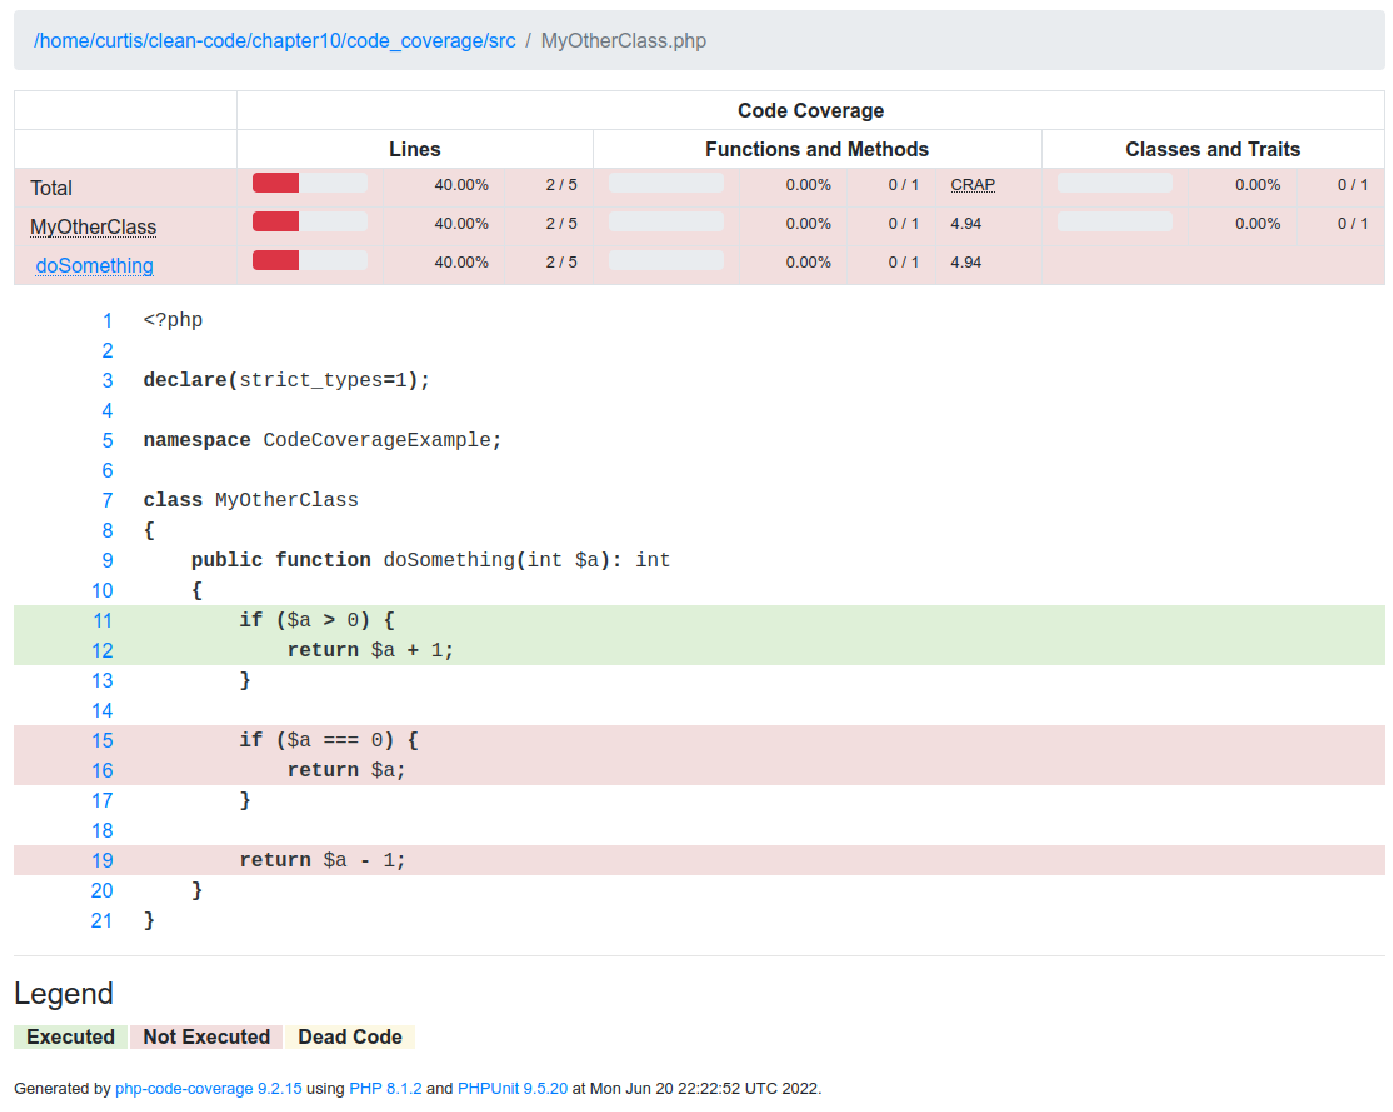 /home/curtis/clean-code/chapter10/code_coverage/src / MyOtherClass.php
Code Coverage
Lines Functions and Methods Classes and Traits
Total 40.00% 2 / 5 0.00% 0 / 1 CRAP 0.00% 0 / 1
MyOtherClass 40.00% 2 / 5 0.00% 0 / 1 4.94 0.00% 0 / 1
doSomething 40.00% 2 / 5 0.00% 0 / 1 4.94
1 <?php
2
3 declare(strict_types=1);
4
5 namespace CodeCoverageExample;
6
7 class MyOtherClass
8 {
9     public function doSomething(int $a): int
10     {
11         if ($a > 0) {
12             return $a + 1;
13         }
14
15         if ($a === 0) {
16             return $a;
17         }
18
19         return $a - 1;
20     }
21 }
Legend
Executed Not Executed Dead Code
Generated by php-code-coverage 9.2.15 using PHP 8.1.2 and PHPUnit 9.5.20 at Mon Jun 20 22:22:52 UTC 2022.